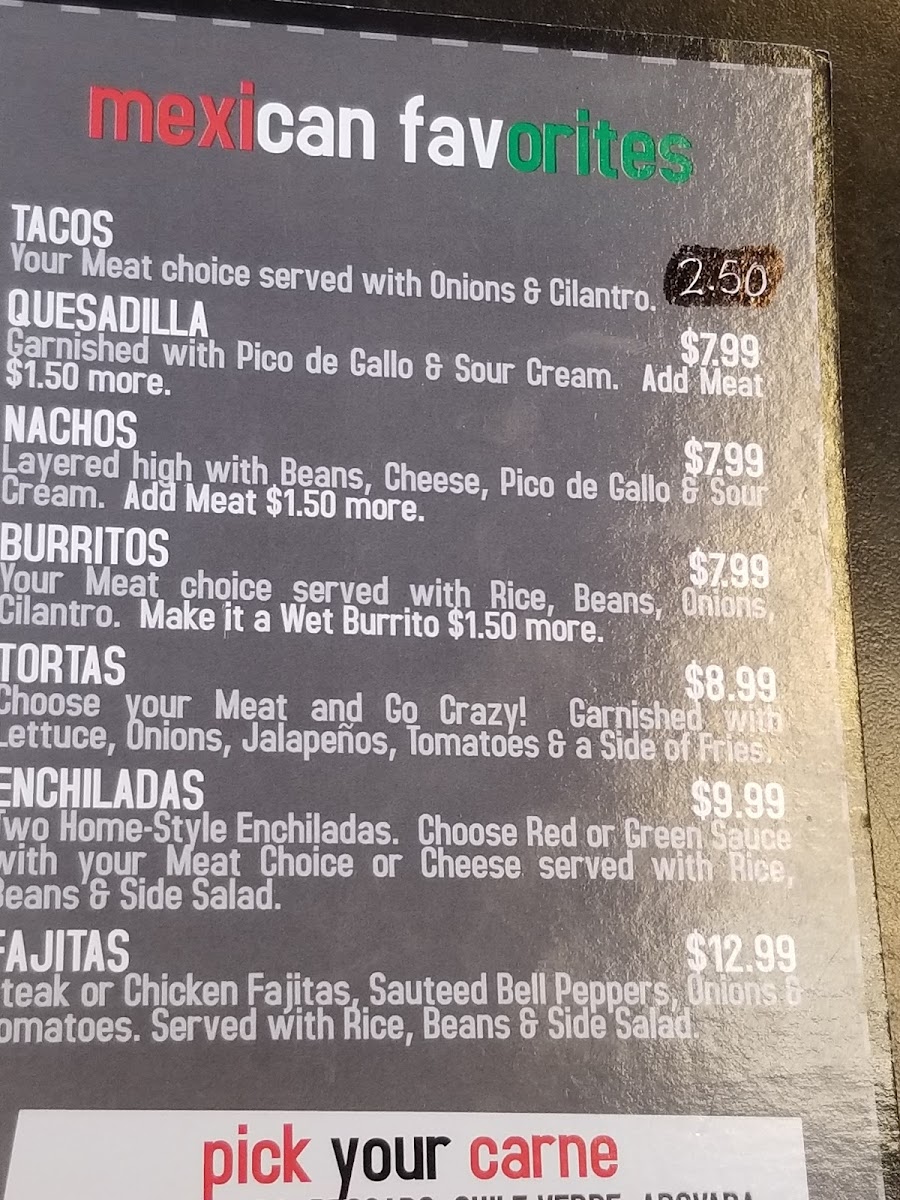 mexican favorites
TACOS
Your Meat choice served with Onions & Cilantro. 2.50
QUESADILLA $7.99
Garnished with Pico de Gallo & Sour Cream. Add Meat
$1.50 more.
NACHOS $7.99
Layered high with Beans, Cheese, Pico de Gallo & Sour
Cream. Add Meat $1.50 more.
BURRITOS $7.99
Your Meat choice served with Rice, Beans, Onions,
Cilantro. Make it a Wet Burrito $1.50 more.
TORTAS $8.99
Choose your Meat and Go Crazy! Garnished with
Lettuce, Onions, Jalapeños, Tomatoes & a Side of Fries.
ENCHILADAS $9.99
Two Home-Style Enchiladas. Choose Red or Green Sauce
with your Meat Choice or Cheese served with Rice,
Beans & Side Salad.
FAJITAS $12.99
teak or Chicken Fajitas, Sauteed Bell Peppers, Onions &
omatoes. Served with Rice, Beans & Side Salad.
pick your carne